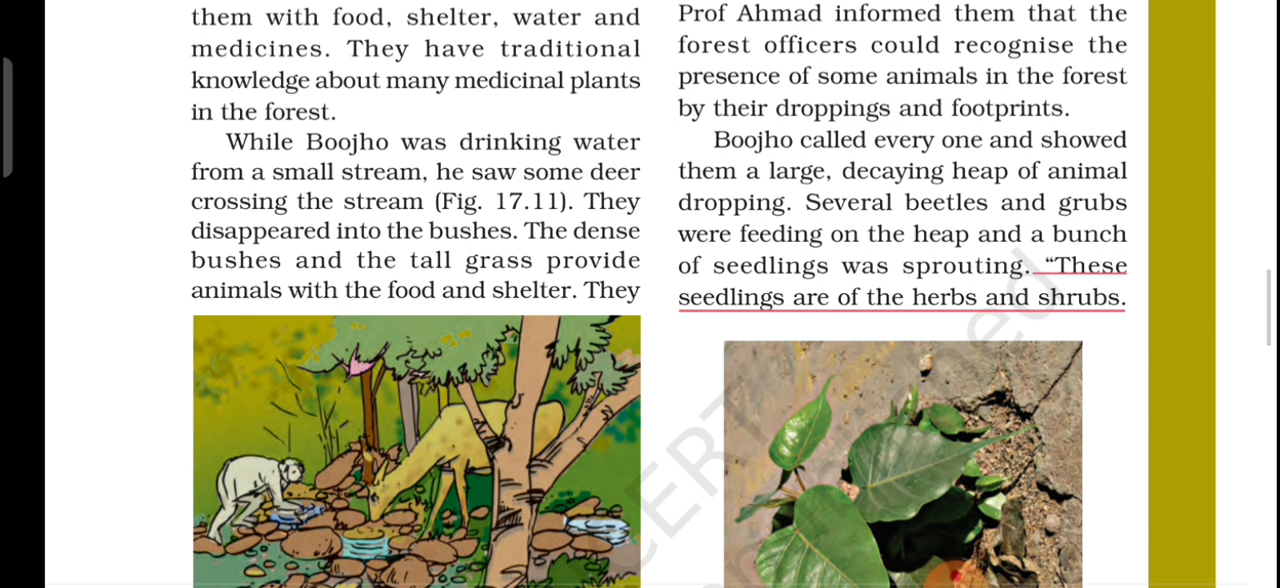 them with food, shelter, water and
medicines. They have traditional
knowledge about many medicinal plants
in the forest.
While Boojho was drinking water
from a small stream, he saw some deer
crossing the stream (Fig. 17.11). They
disappeared into the bushes. The dense
bushes and the tall grass provide
animals with the food and shelter. They
Prof Ahmad informed them that the
forest officers could recognise the
presence of some animals in the forest
by their droppings and footprints.
Boojho called every one and showed
them a large, decaying heap of animal
dropping. Several beetles and grubs
were feeding on the heap and a bunch
of seedlings was sprouting. “These
seedlings are of the herbs and shrubs.